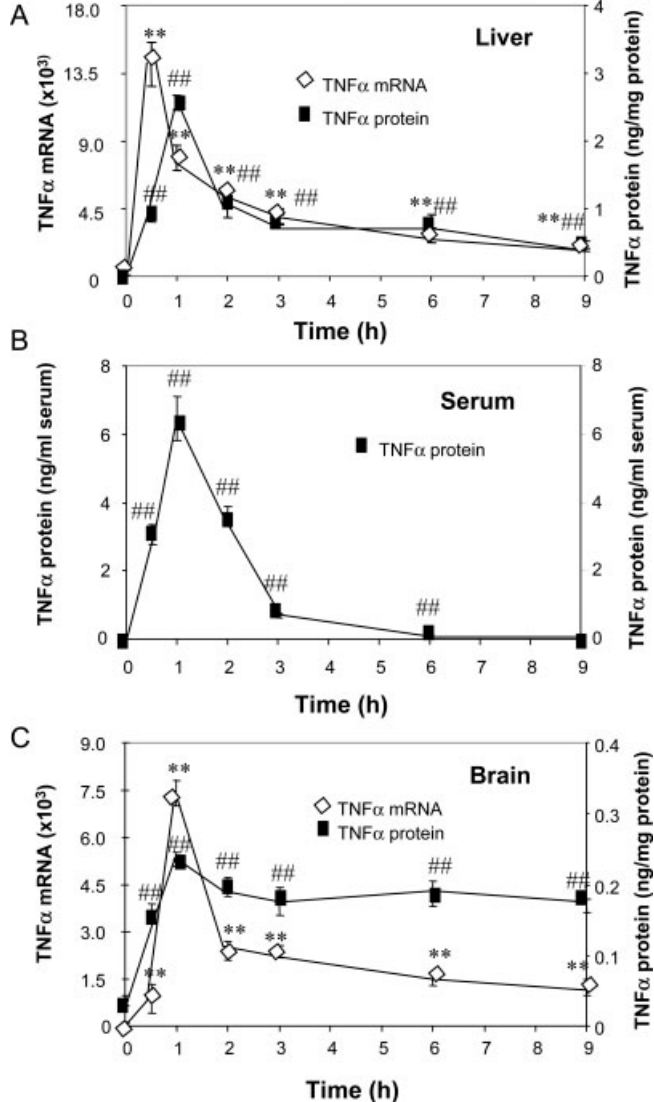 A
Liver
TNFα mRNA (x10³)
18.0
13.5
9.0
4.5
0
TNFα protein (ng/mg protein)
4
3
2
1
0
◇ TNFα mRNA
■ TNFα protein
**
##
**
##
** ##
** ##
** ##
** ##
0 1 2 3 4 5 6 7 8 9
Time (h)
B
Serum
TNFα protein (ng/ml serum)
8
6
4
2
0
TNFα protein (ng/ml serum)
8
6
4
2
0
■ TNFα protein
##
##
##
##
##
0 1 2 3 4 5 6 7 8 9
Time (h)
C
Brain
TNFα mRNA (x10³)
9.0
7.5
6.0
4.5
3.0
1.5
0
TNFα protein (ng/mg protein)
0.4
0.3
0.2
0.1
0
◇ TNFα mRNA
■ TNFα protein
**
##
##
##
##
##
##
**
**
**
**
**
0 1 2 3 4 5 6 7 8 9
Time (h)